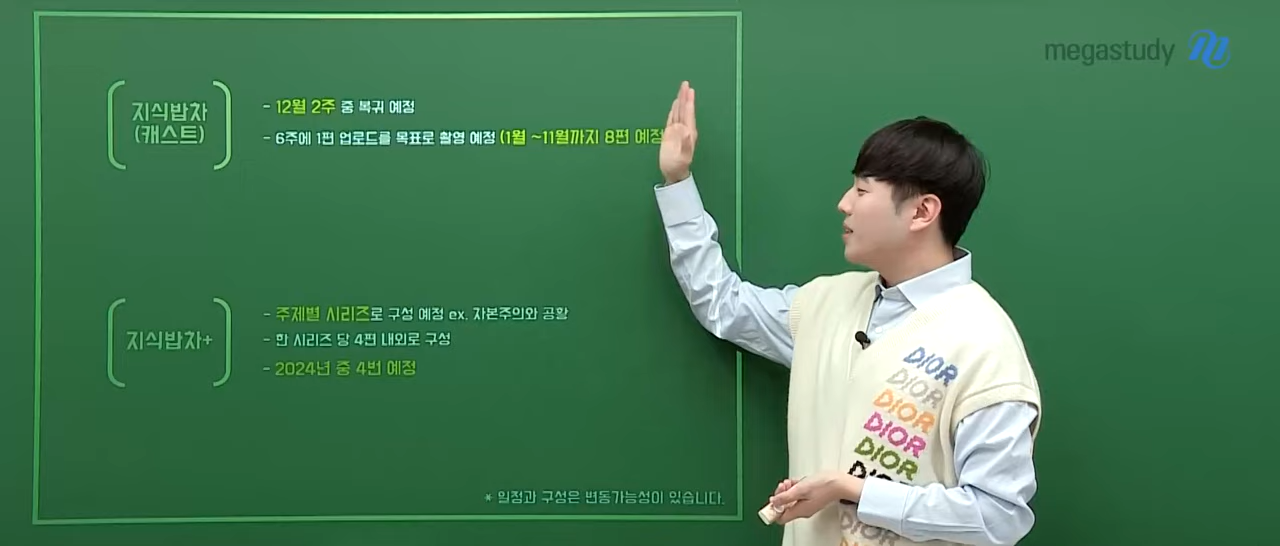 megastudy
지식밥차
(캐스트)
- 12월 2주 중 복귀 예정
- 6주에 1편 업로드를 목표로 촬영 예정 (1월 ~11월까지 8편 예정
지식밥차+
- 주제별 시리즈로 구성 예정 ex. 자본주의와 공황
- 한 시리즈 당 4편 내외로 구성
- 2024년 중 4번 예정
* 일정과 구성은 변동가능성이 있습니다.
DIOR
DIOR
DIOR
DIOR
DIOR
DIOR
DIOR
DIOR